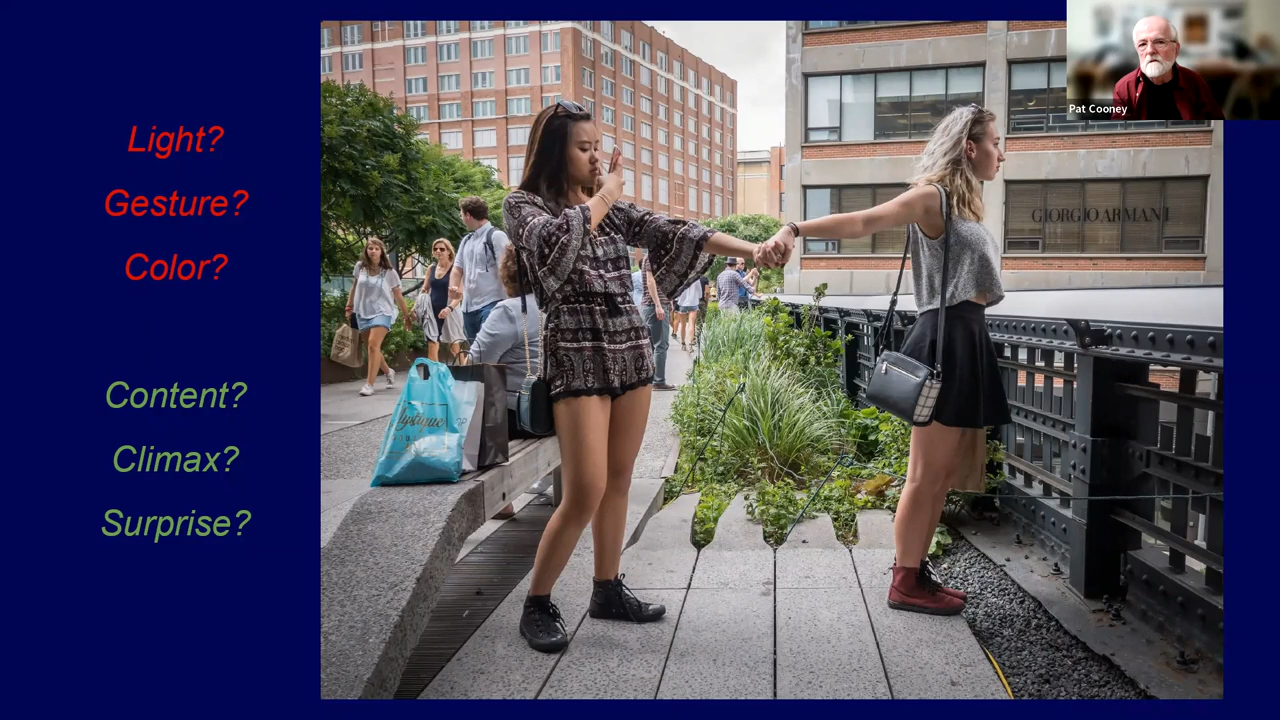 Light?
Gesture?
Color?
Content?
Climax?
Surprise?
Pat Cooney
GIORGIO ARMANI